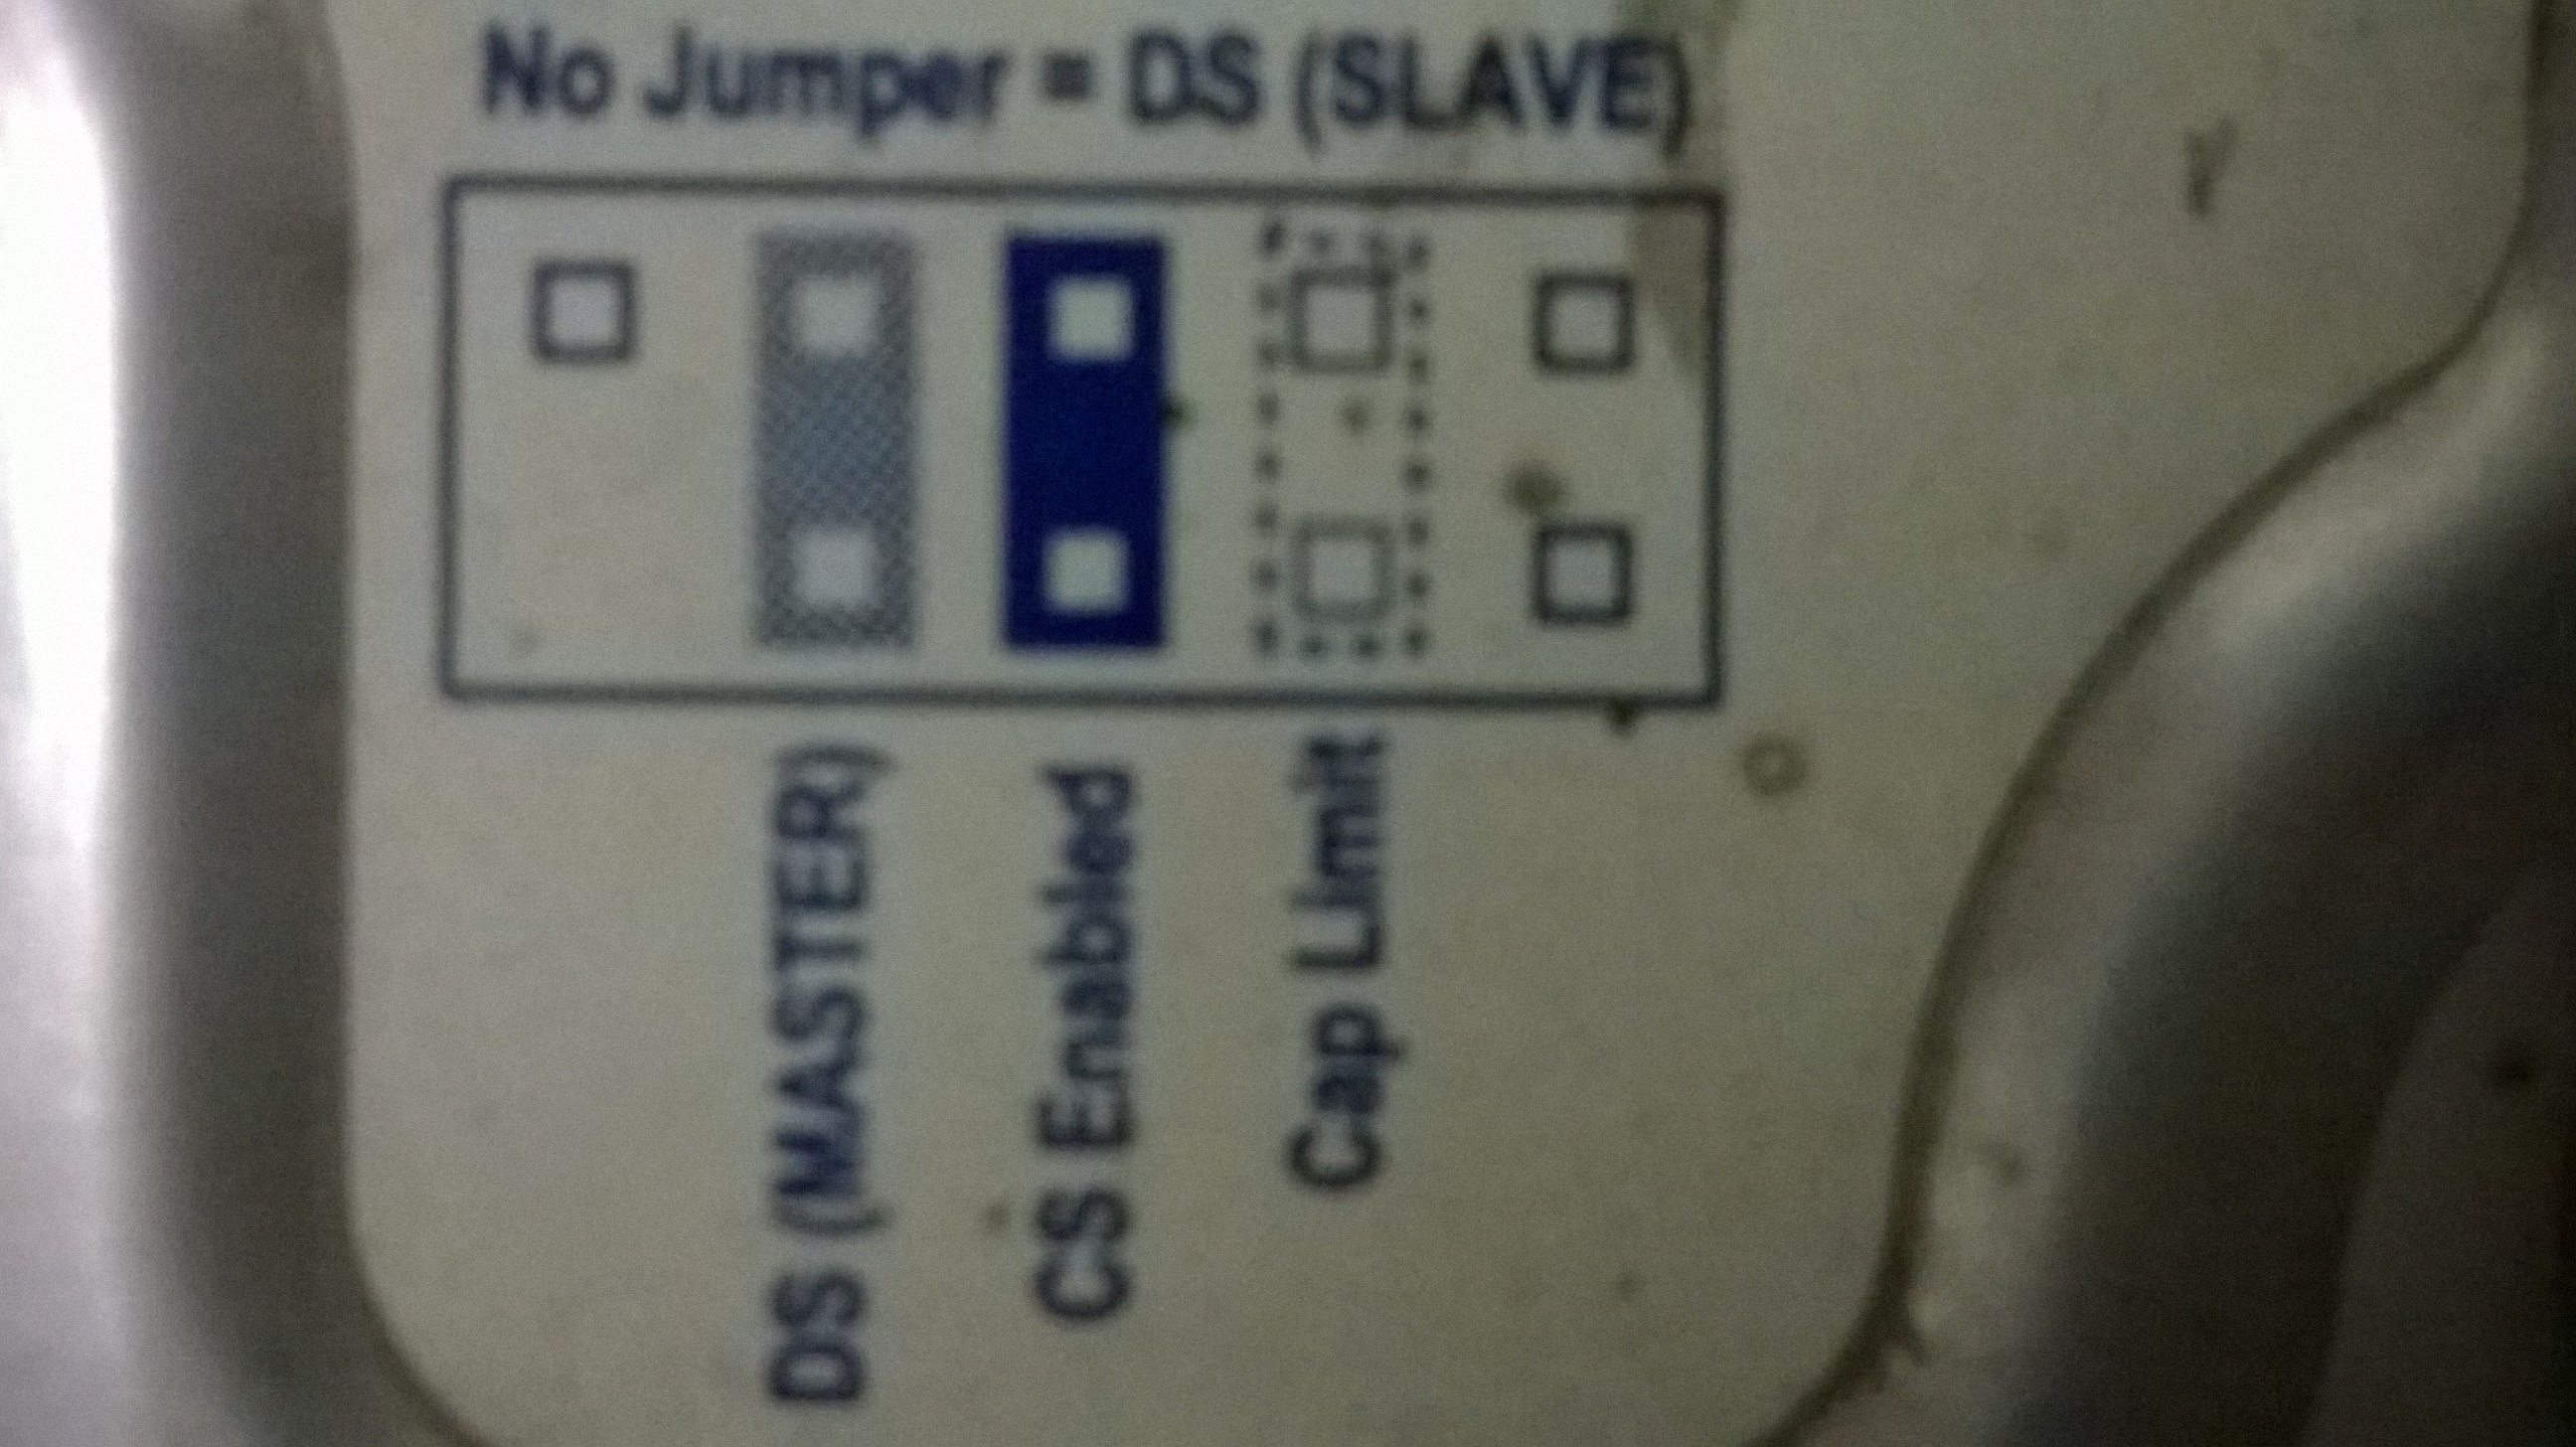 No Jumper = DS (SLAVE)
DS (MASTER)
CS Enabled
Cap Limit